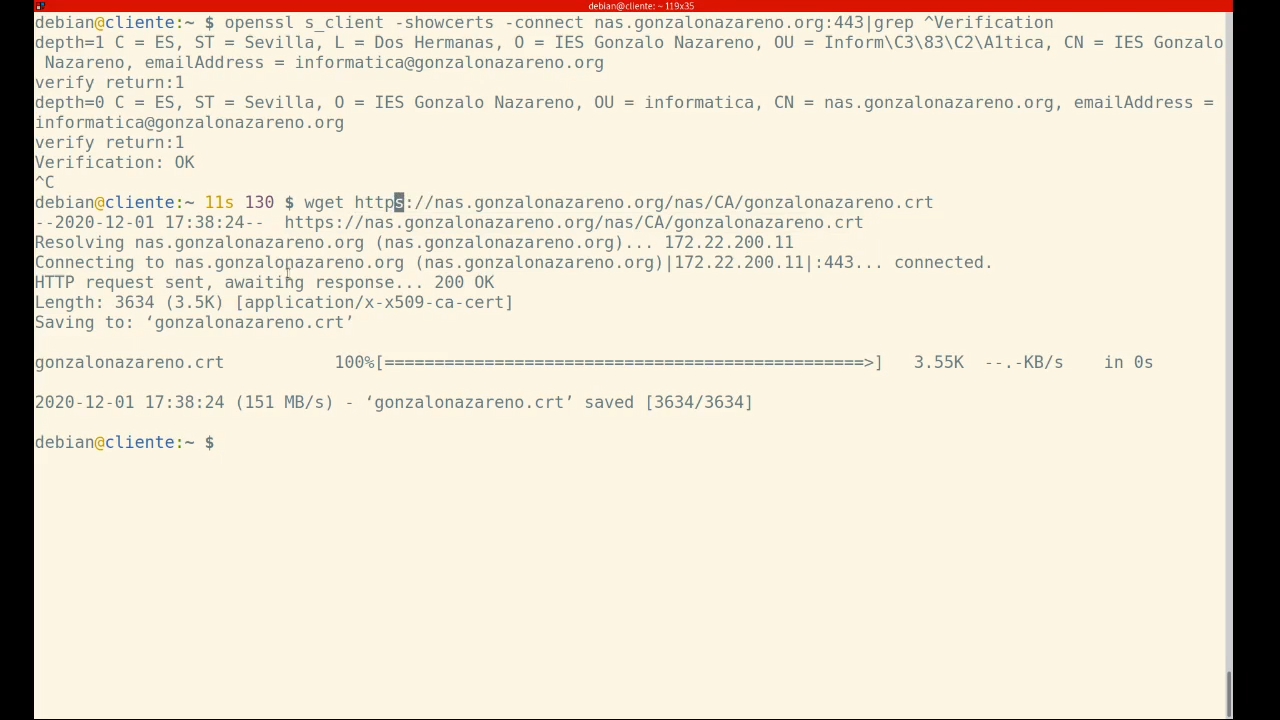 debian@cliente: ~ 119x35
debian@cliente:~ $ openssl s_client -showcerts -connect nas.gonzalonazareno.org:443|grep ^Verification
depth=1 C = ES, ST = Sevilla, L = Dos Hermanas, O = IES Gonzalo Nazareno, OU = Inform\C3\83\C2\A1tica, CN = IES Gonzalo
 Nazareno, emailAddress = informatica@gonzalonazareno.org
verify return:1
depth=0 C = ES, ST = Sevilla, O = IES Gonzalo Nazareno, OU = informatica, CN = nas.gonzalonazareno.org, emailAddress =
informatica@gonzalonazareno.org
verify return:1
Verification: OK
^C
debian@cliente:~ 11s 130 $ wget https://nas.gonzalonazareno.org/nas/CA/gonzalonazareno.crt
--2020-12-01 17:38:24--  https://nas.gonzalonazareno.org/nas/CA/gonzalonazareno.crt
Resolving nas.gonzalonazareno.org (nas.gonzalonazareno.org)... 172.22.200.11
Connecting to nas.gonzalonazareno.org (nas.gonzalonazareno.org)|172.22.200.11|:443... connected.
HTTP request sent, awaiting response... 200 OK
Length: 3634 (3.5K) [application/x-x509-ca-cert]
Saving to: ‘gonzalonazareno.crt’
gonzalonazareno.crt           100%[================================================>]   3.55K  --.-KB/s    in 0s
2020-12-01 17:38:24 (151 MB/s) - ‘gonzalonazareno.crt’ saved [3634/3634]
debian@cliente:~ $